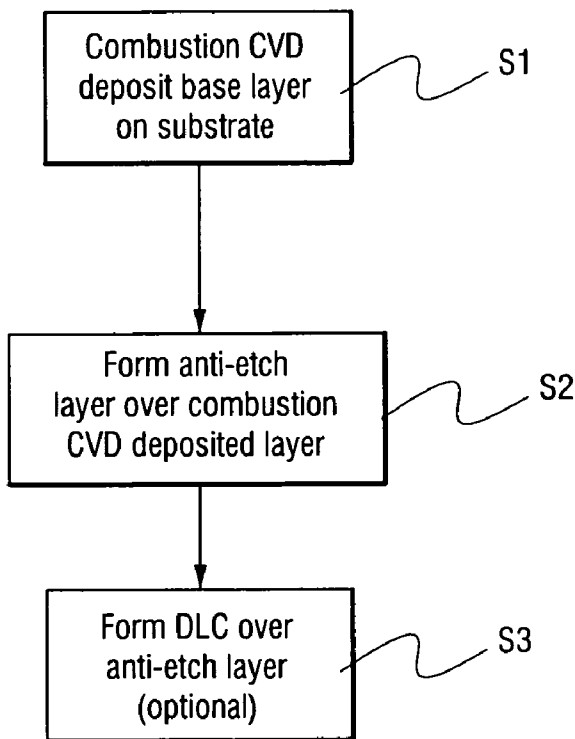 Combustion CVD
deposit base layer
on substrate
S1
Form anti-etch
layer over combustion
CVD deposited layer
S2
Form DLC over
anti-etch layer
(optional)
S3